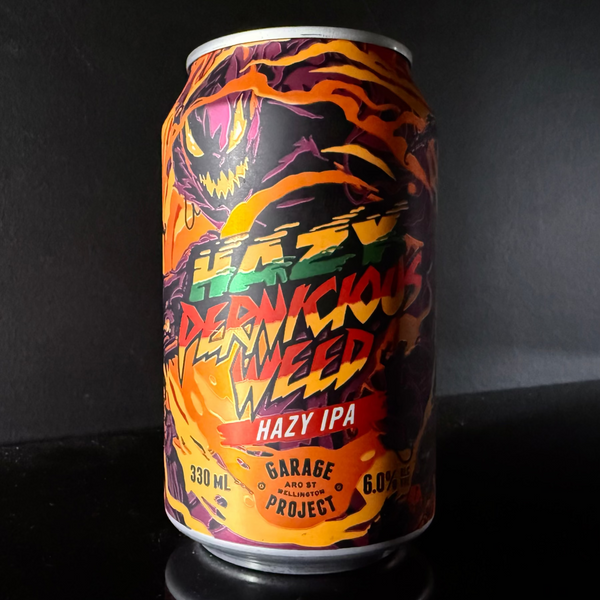 HAZY
PERNICIOUS
WEED
HAZY IPA
330 ML
GARAGE
ARO ST
WELLINGTON
PROJECT
6.0%